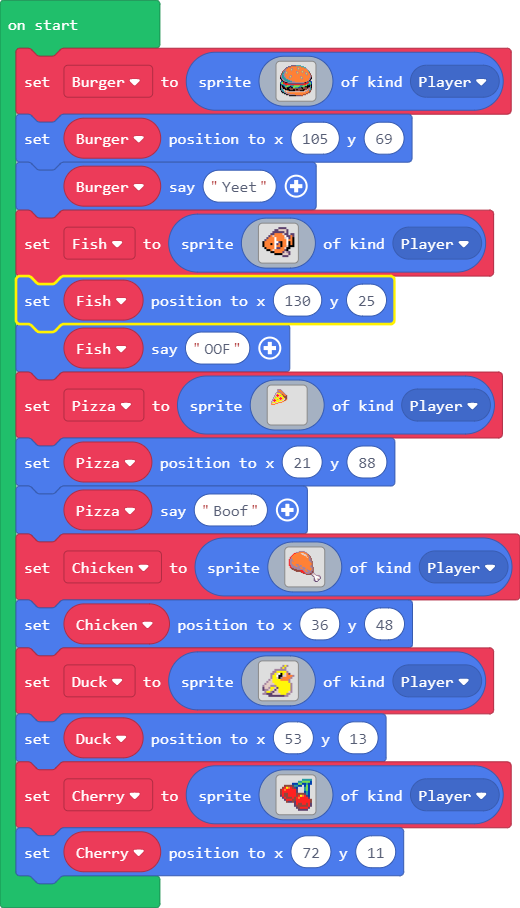 on start
set Burger to sprite of kind Player
set Burger position to x 105 y 69
Burger say "Yeet"
set Fish to sprite of kind Player
set Fish position to x 130 y 25
Fish say "OOF"
set Pizza to sprite of kind Player
set Pizza position to x 21 y 88
Pizza say "Boof"
set Chicken to sprite of kind Player
set Chicken position to x 36 y 48
set Duck to sprite of kind Player
set Duck position to x 53 y 13
set Cherry to sprite of kind Player
set Cherry position to x 72 y 11